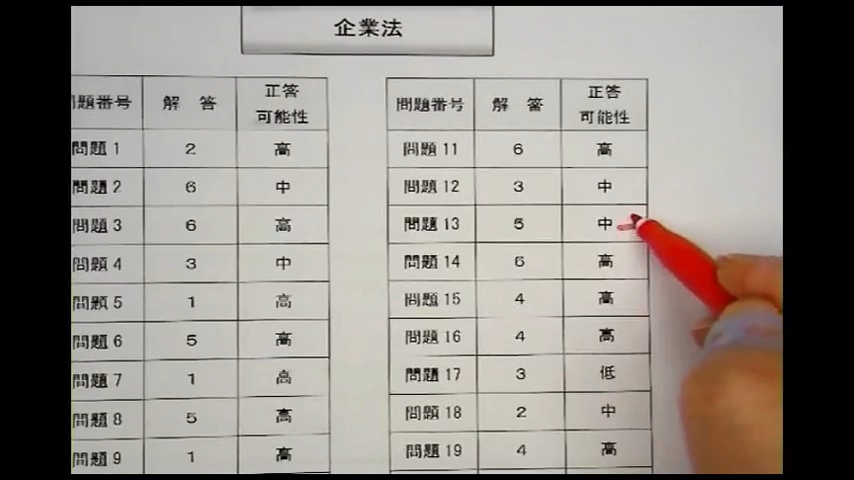 企業法
問題番号 解 答 正答可能性
問題1 2 高
問題2 6 中
問題3 6 高
問題4 3 中
問題5 1 高
問題6 5 高
問題7 1 高
問題8 5 高
問題9 1 高
問題番号 解 答 正答可能性
問題11 6 高
問題12 3 中
問題13 5 中
問題14 6 高
問題15 4 高
問題16 4 高
問題17 3 低
問題18 2 中
問題19 4 高